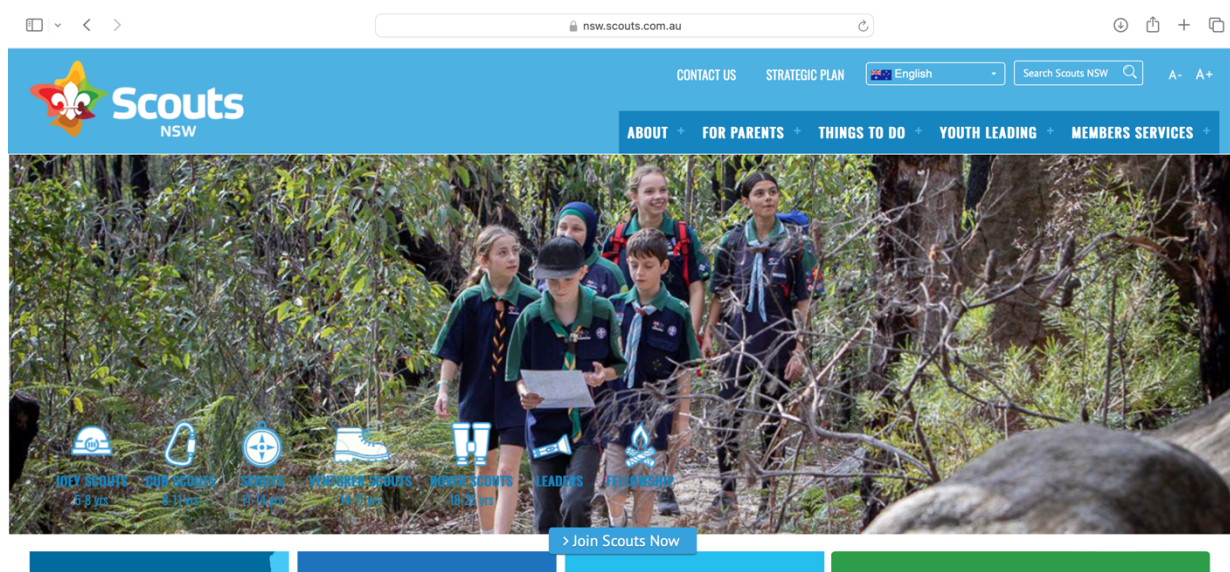 nsw.scouts.com.au
CONTACT US STRATEGIC PLAN English Search Scouts NSW A- A+
Scouts
NSW
ABOUT + FOR PARENTS + THINGS TO DO + YOUTH LEADING + MEMBERS SERVICES +
JOEY SCOUTS CUB SCOUTS SCOUTS VENTURER SCOUTS ROVER SCOUTS LEADERS FELLOWSHIP
5-8 yrs 8-11 yrs 11-14 yrs 14-17 yrs 18-25 yrs
> Join Scouts Now